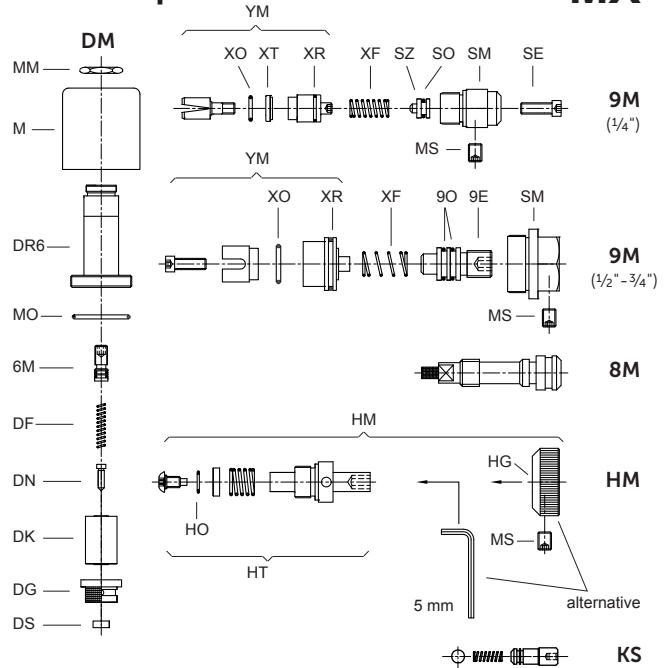 DM
MM
M
DR6
MO
6M
DF
DN
DK
DG
DS
YM
XO XT XR XF SZ SO SM SE
MS
9M
(¼")
YM
XO XR XF 9O 9E SM
MS
9M
(½"-¾")
8M
HM
HG
HO
HT
MS
5 mm
alternative
HM
KS